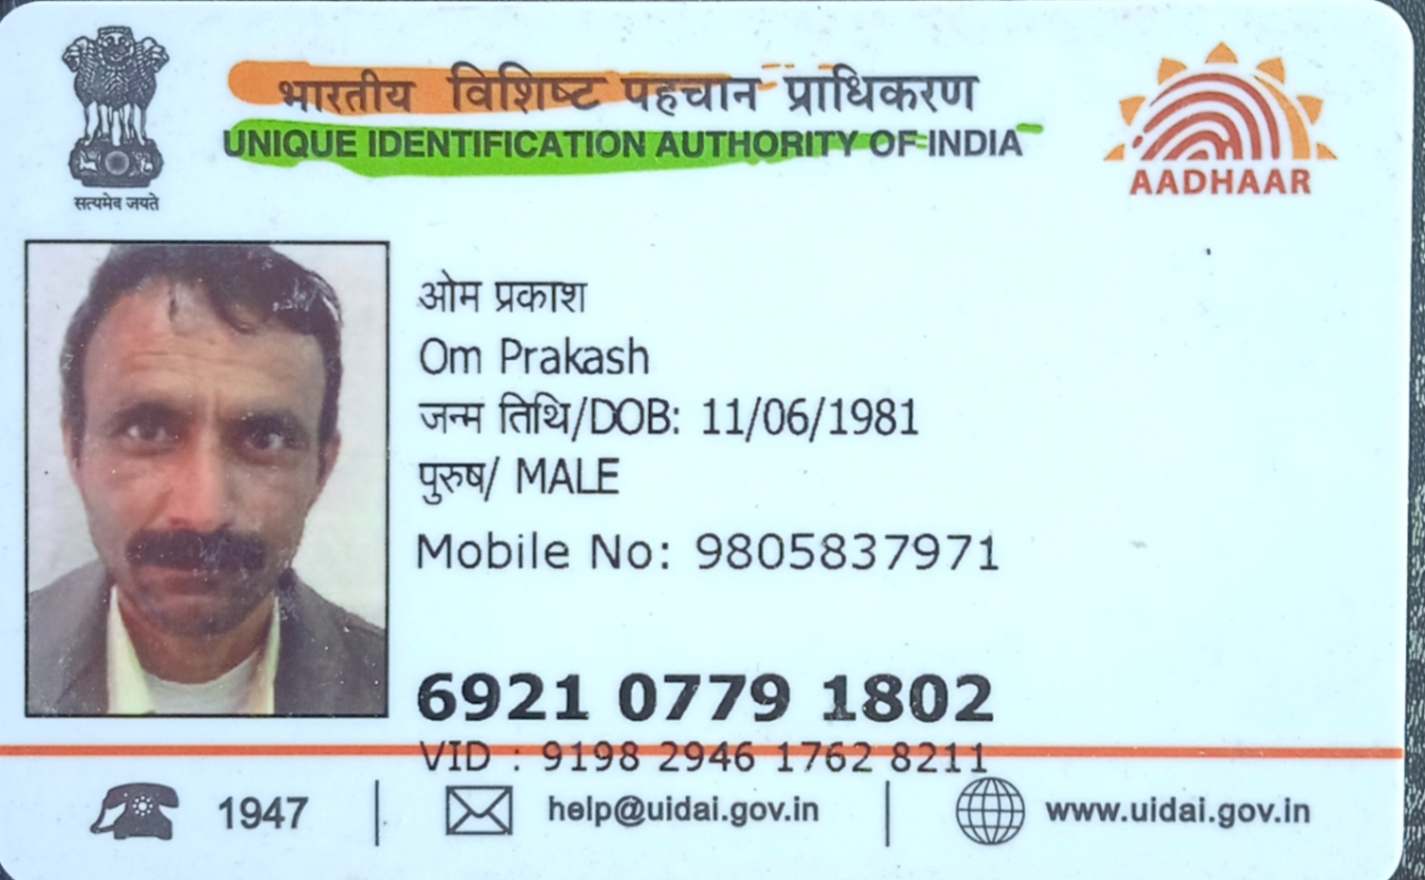 भारतीय विशिष्ट पहचान प्राधिकरण
UNIQUE IDENTIFICATION AUTHORITY OF INDIA
AADHAAR
सत्यमेव जयते
ओम प्रकाश
Om Prakash
जन्म तिथि/DOB: 11/06/1981
पुरुष/ MALE
Mobile No: 9805837971
6921 0779 1802
VID : 9198 2946 1762 8211
1947
help@uidai.gov.in
www.uidai.gov.in